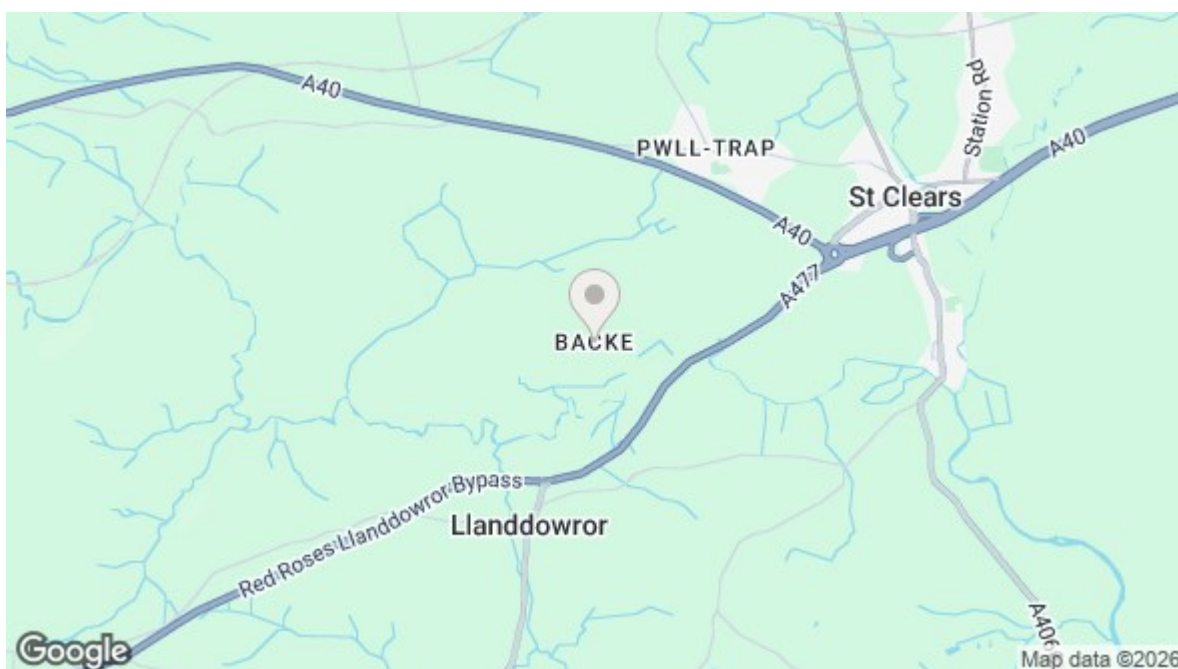 A40
Station Rd
A40
PWLL-TRAP
St Clears
A40
A477
BACKE
Red Roses Llanddowror Bypass
Llanddowror
A406
Google
Map data ©2026